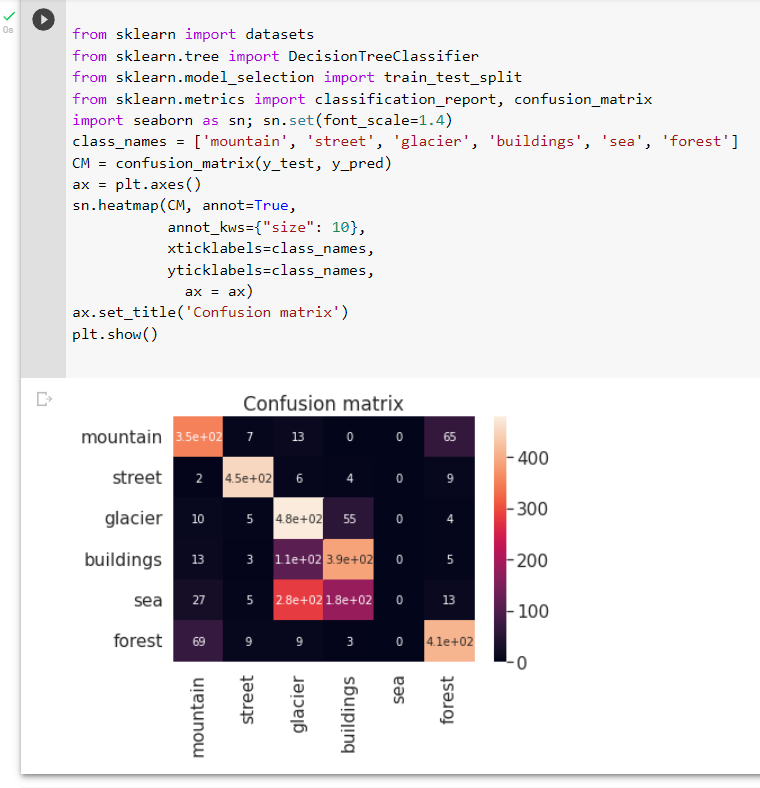 0s
from sklearn import datasets
from sklearn.tree import DecisionTreeClassifier
from sklearn.model_selection import train_test_split
from sklearn.metrics import classification_report, confusion_matrix
import seaborn as sn; sn.set(font_scale=1.4)
class_names = ['mountain', 'street', 'glacier', 'buildings', 'sea', 'forest']
CM = confusion_matrix(y_test, y_pred)
ax = plt.axes()
sn.heatmap(CM, annot=True,
           annot_kws={"size": 10},
           xticklabels=class_names,
           yticklabels=class_names,
             ax = ax)
ax.set_title('Confusion matrix')
plt.show()
Confusion matrix
mountain 3.5e+02 7 13 0 0 65
street 2 4.5e+02 6 4 0 9
glacier 10 5 4.8e+02 55 0 4
buildings 13 3 1.1e+02 3.9e+02 0 5
sea 27 5 2.8e+02 1.8e+02 0 13
forest 69 9 9 3 0 4.1e+02
mountain street glacier buildings sea forest
400
300
200
100
0